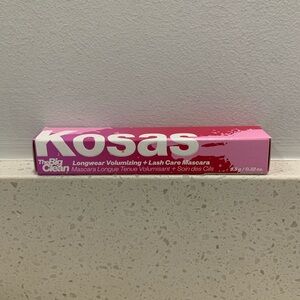 Kosas
The Big
Clean
Longwear Volumizing + Lash Care Mascara
Mascara Longue Tenue Volumisant + Soin des Cils